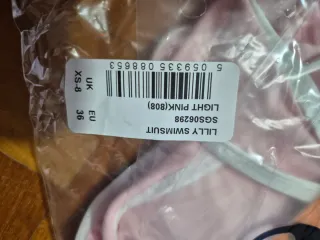 LILLY SWIMSUIT
SGS06298
LIGHT PINK(808)
UK EU
XS-8 36
5 059335 088653